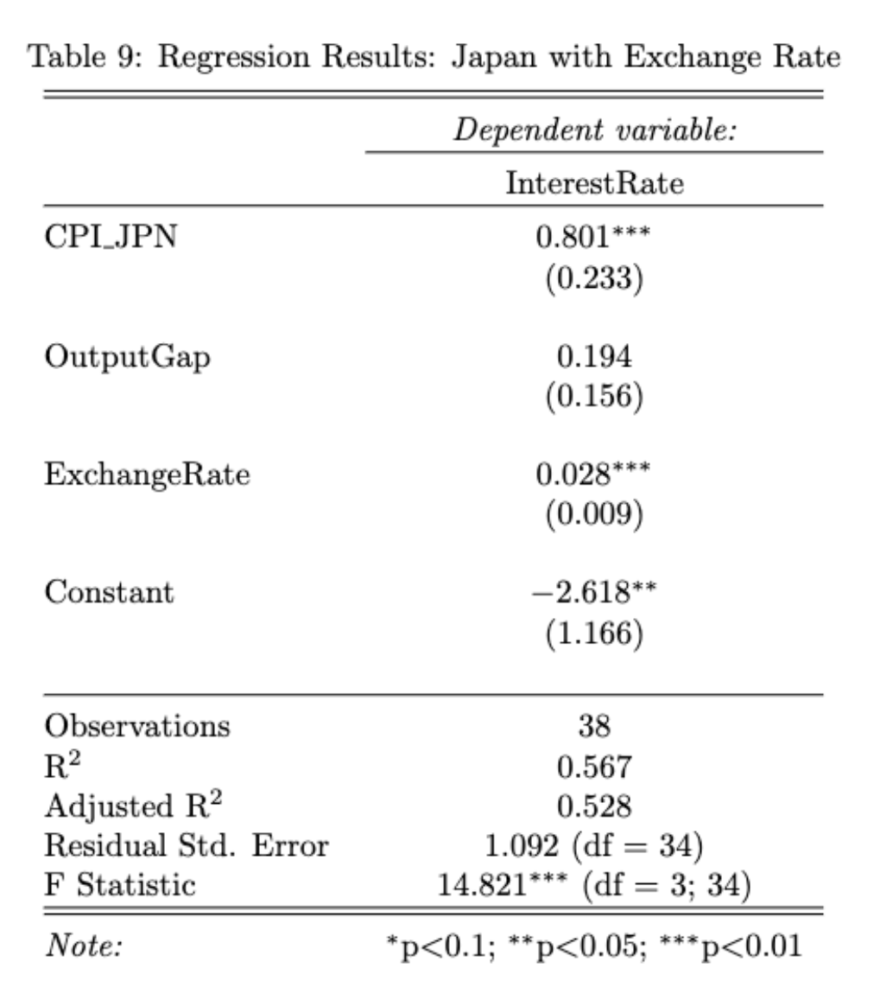 Table 9: Regression Results: Japan with Exchange Rate
Dependent variable:
InterestRate
CPI_JPN 0.801***
(0.233)
OutputGap 0.194
(0.156)
ExchangeRate 0.028***
(0.009)
Constant −2.618**
(1.166)
Observations 38
R2 0.567
Adjusted R2 0.528
Residual Std. Error 1.092 (df = 34)
F Statistic 14.821*** (df = 3; 34)
Note: *p<0.1; **p<0.05; ***p<0.01